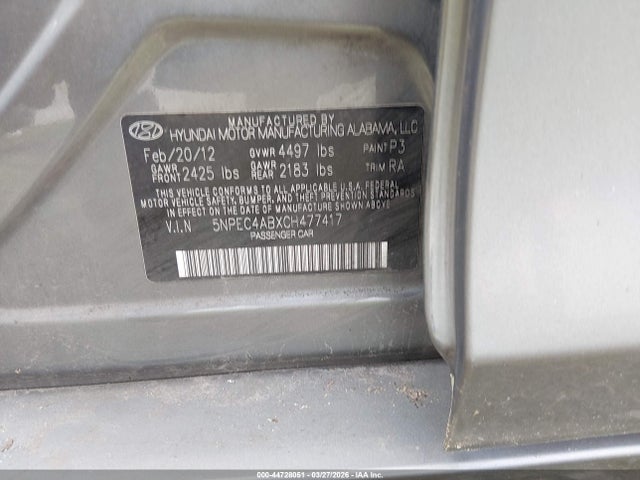 MANUFACTURED BY
HYUNDAI MOTOR MANUFACTURING ALABAMA, LLC
Feb/20/12 GVWR 4497 lbs PAINT P3
GAWR FRONT 2425 lbs GAWR REAR 2183 lbs TRIM RA
THIS VEHICLE CONFORMS TO ALL APPLICABLE U.S.A FEDERAL
MOTOR VEHICLE SAFETY, BUMPER, AND THEFT PREVENTION STANDARDS
IN EFFECT ON THE DATE OF MANUFACTURE SHOWN ABOVE
V.I.N 5NPEC4ABXCH477417
PASSENGER CAR
000-44728051 | 03/27/2026 | IAA Inc.